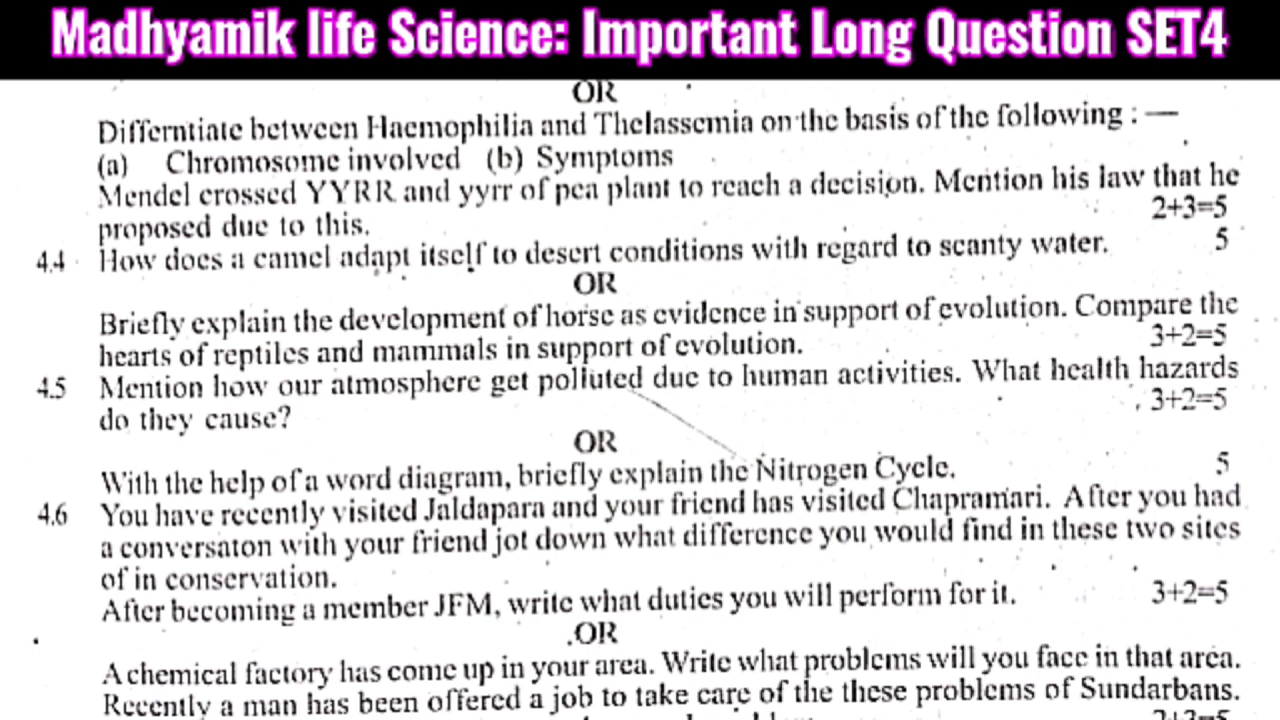 Madhyamik life Science: Important Long Question SET4
OR
Differntiate between Haemophilia and Thelassemia on the basis of the following : —
(a) Chromosome involved (b) Symptoms
Mendel crossed YYRR and yyrr of pea plant to reach a decision. Mention his law that he
proposed due to this. 2+3=5
4.4 How does a camel adapt itself to desert conditions with regard to scanty water. 5
OR
Briefly explain the development of horse as evidence in support of evolution. Compare the
hearts of reptiles and mammals in support of evolution. 3+2=5
4.5 Mention how our atmosphere get polluted due to human activities. What health hazards
do they cause? 3+2=5
OR
With the help of a word diagram, briefly explain the Nitrogen Cycle. 5
4.6 You have recently visited Jaldapara and your friend has visited Chapramari. After you had
a conversaton with your friend jot down what difference you would find in these two sites
of in conservation.
After becoming a member JFM, write what duties you will perform for it. 3+2=5
OR
A chemical factory has come up in your area. Write what problems will you face in that area.
Recently a man has been offered a job to take care of the these problems of Sundarbans.